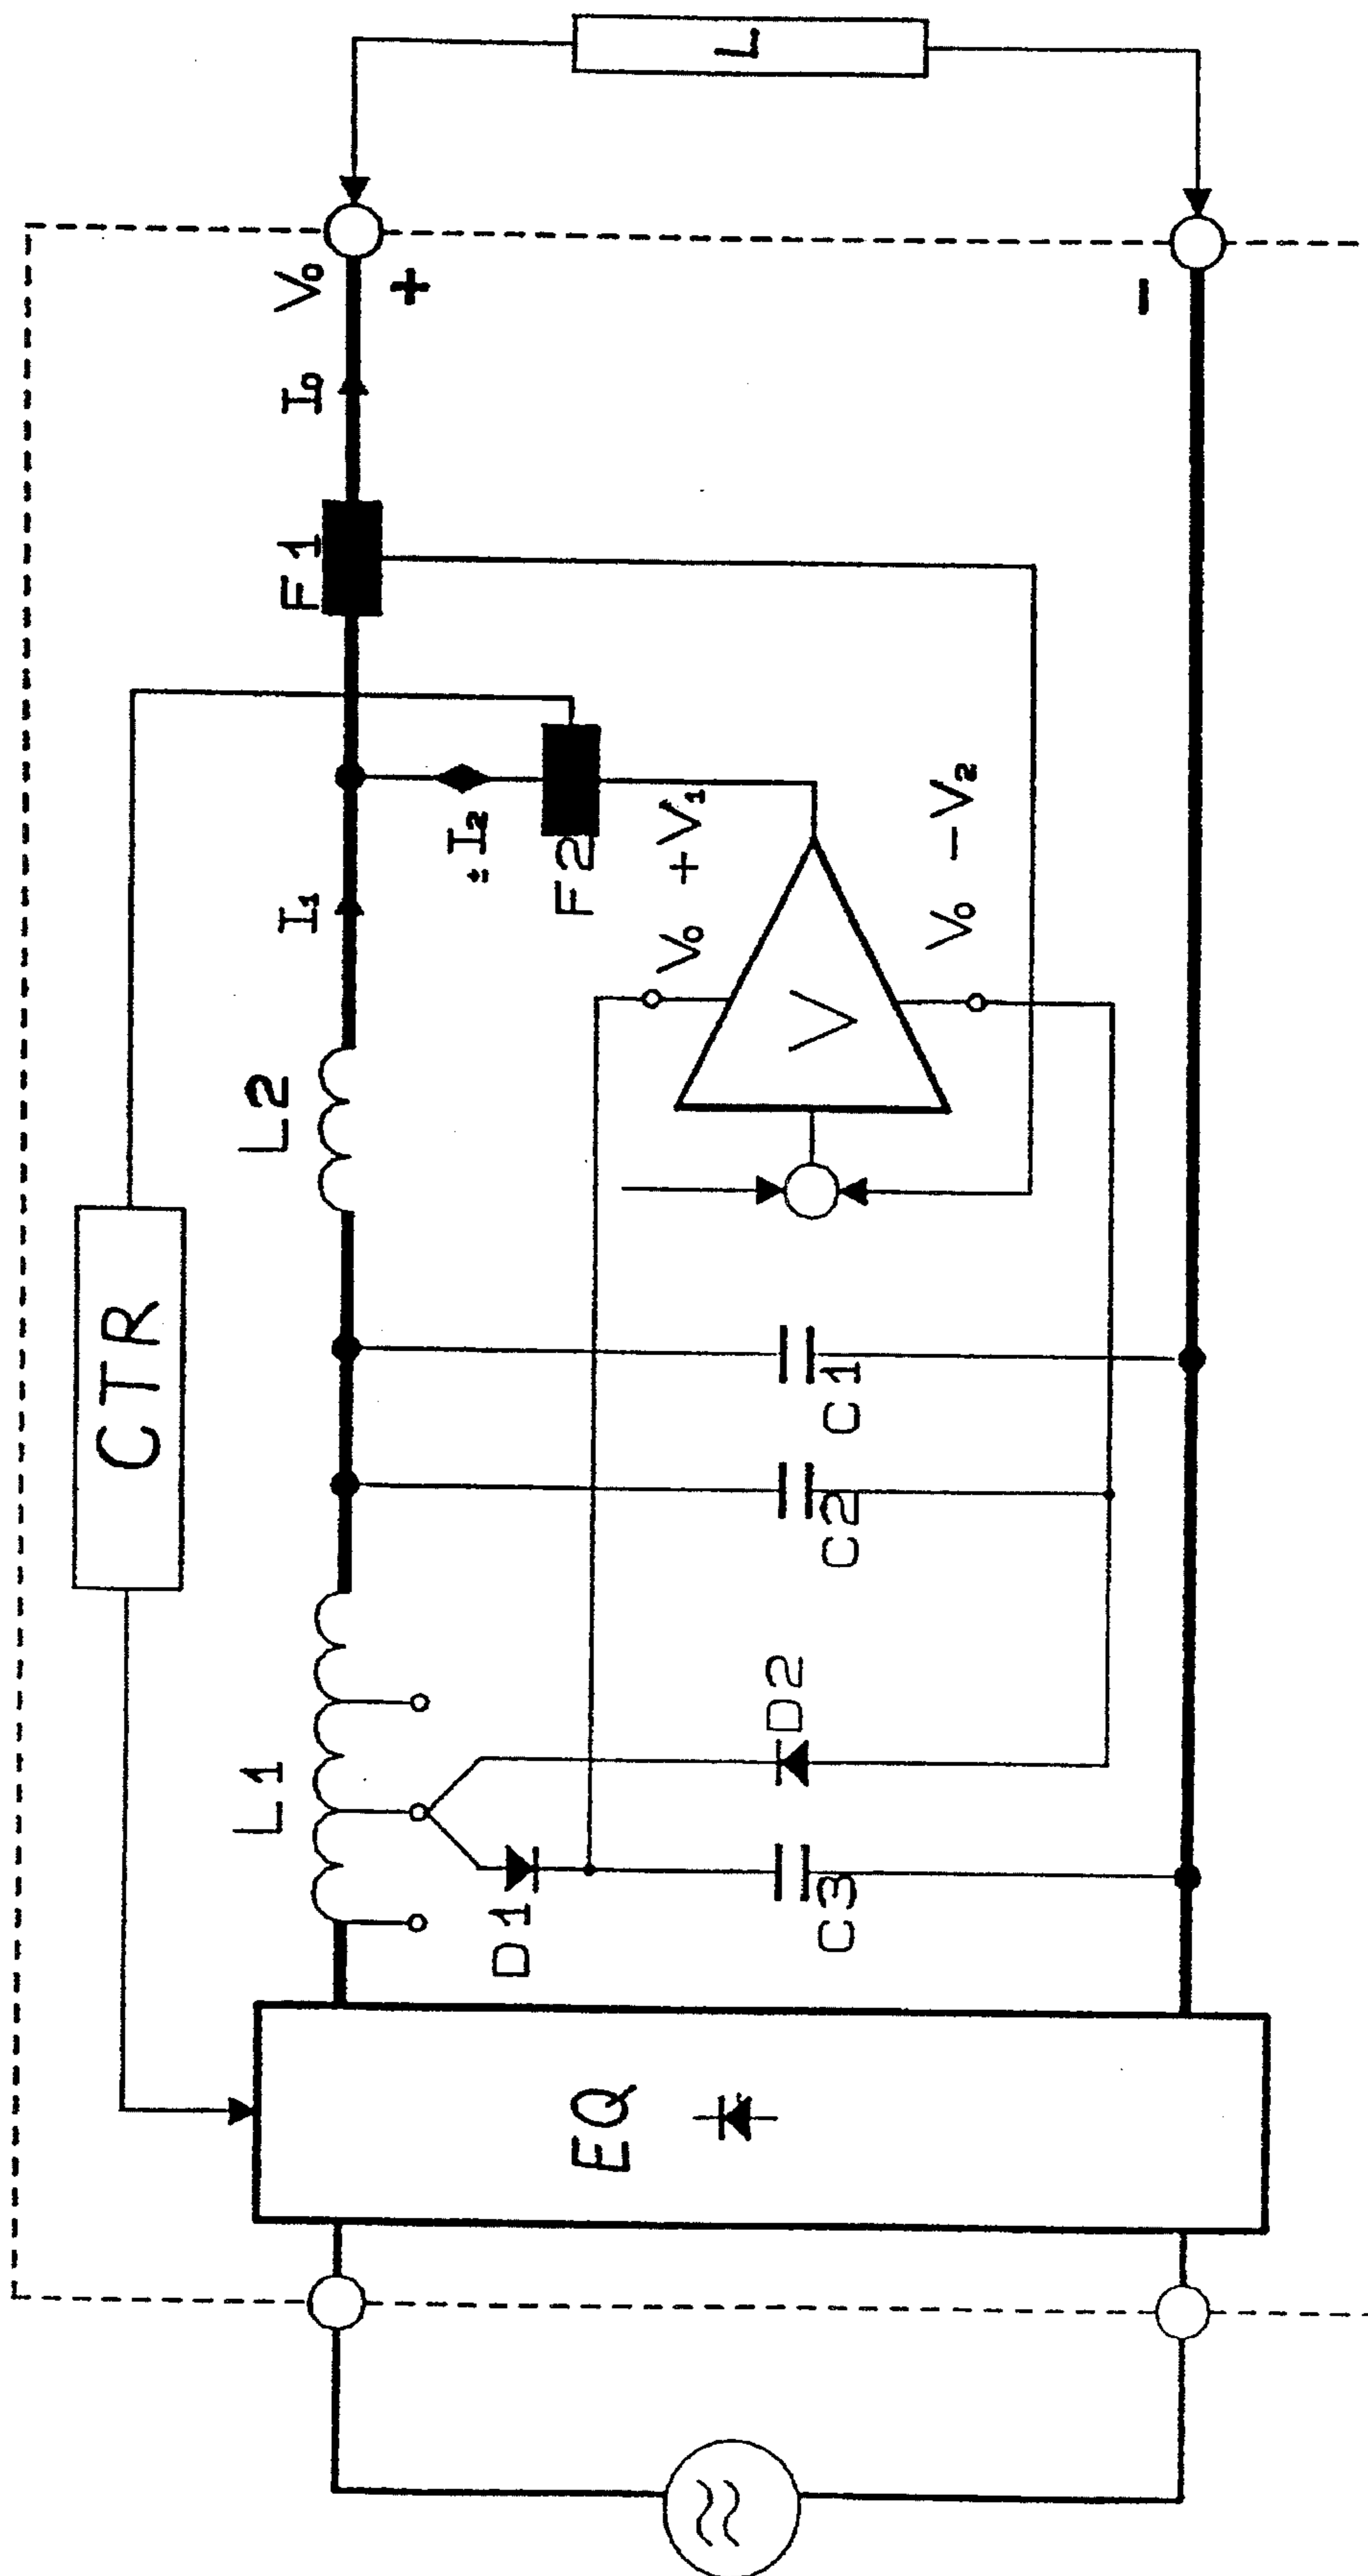 CTR
L1
L2
I₁
F1
I₀
V₀
+
-
L
± I₂
F2
V₀ +V₁
V
V₀ -V₂
D1
D2
C3
C2
C1
EQ